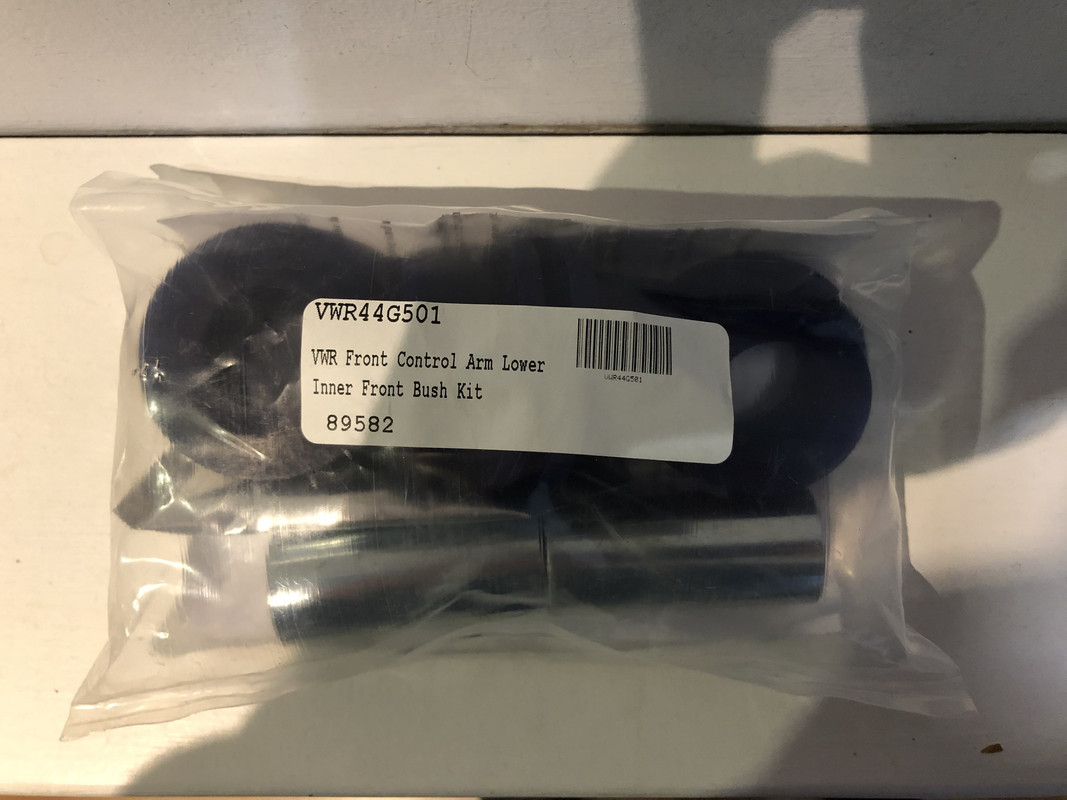 VWR44G501
VWR Front Control Arm Lower
Inner Front Bush Kit
89582
VWR44G501